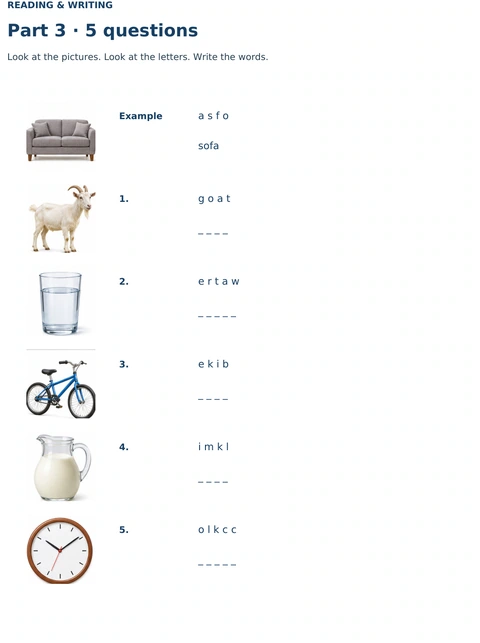 READING & WRITING
Part 3 · 5 questions
Look at the pictures. Look at the letters. Write the words.
Example a s f o
sofa
1. g o a t
_ _ _ _
2. e r t a w
_ _ _ _ _
3. e k i b
_ _ _ _
4. i m k l
_ _ _ _
5. o l k c c
_ _ _ _ _